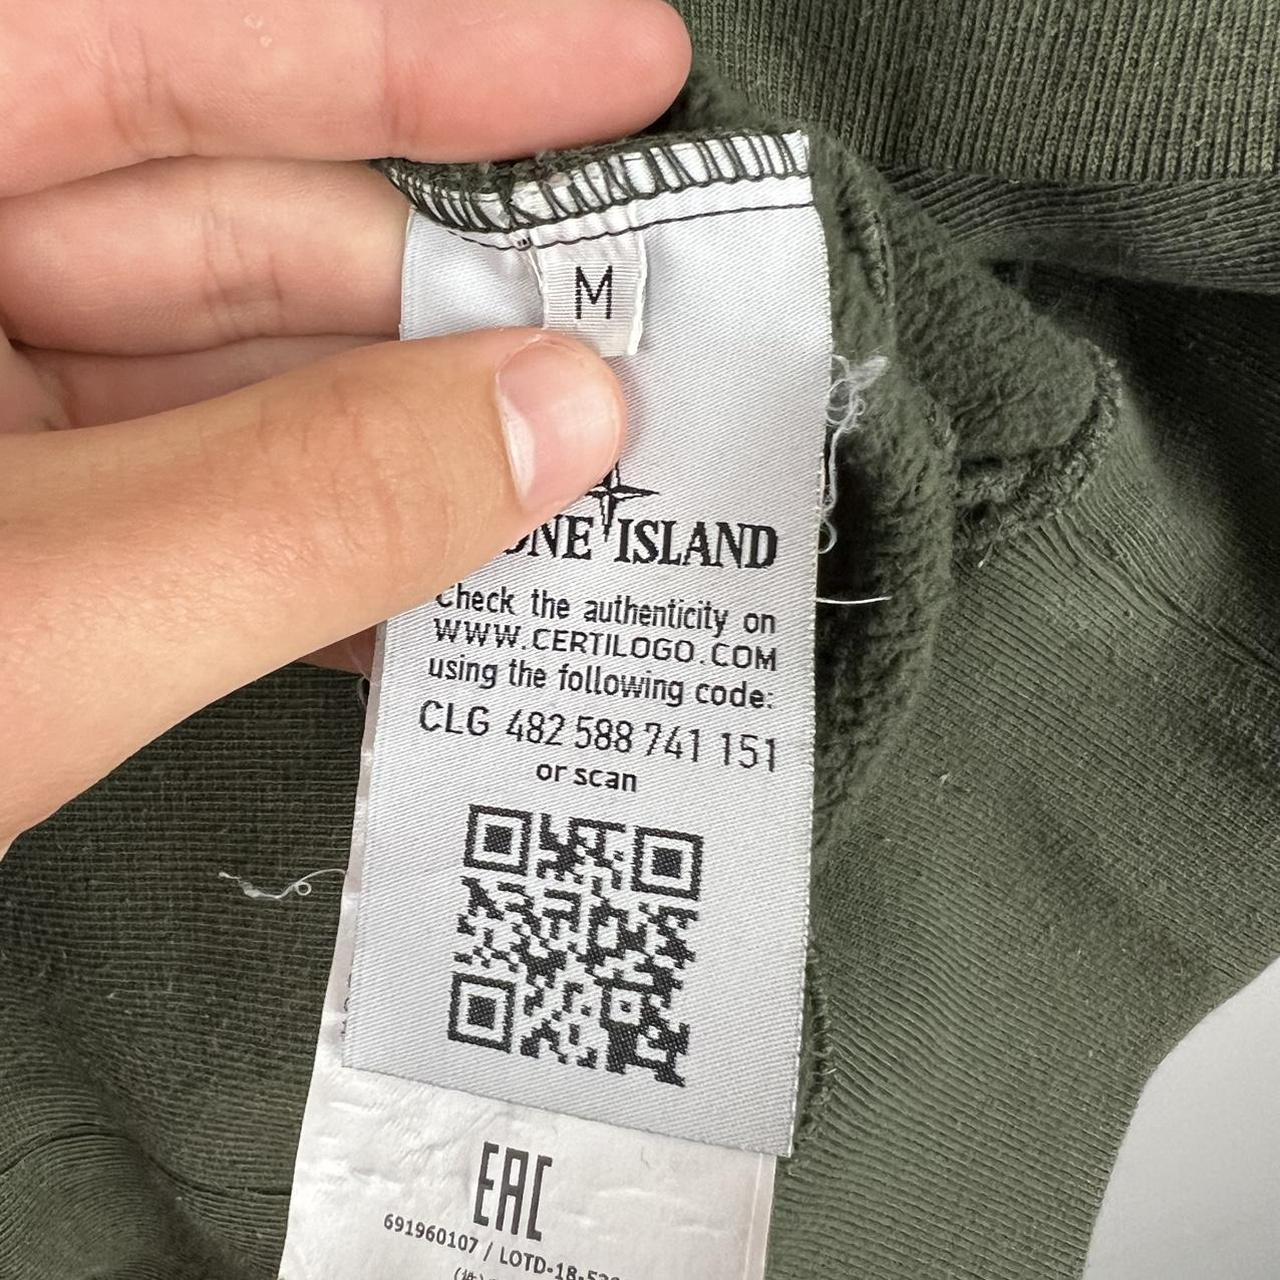 M
ISLAND
Check the authenticity on
WWW.CERTILOGO.COM
using the following code:
CLG 482 588 741 151
or scan
EAC
691960107 / LOTD-18-